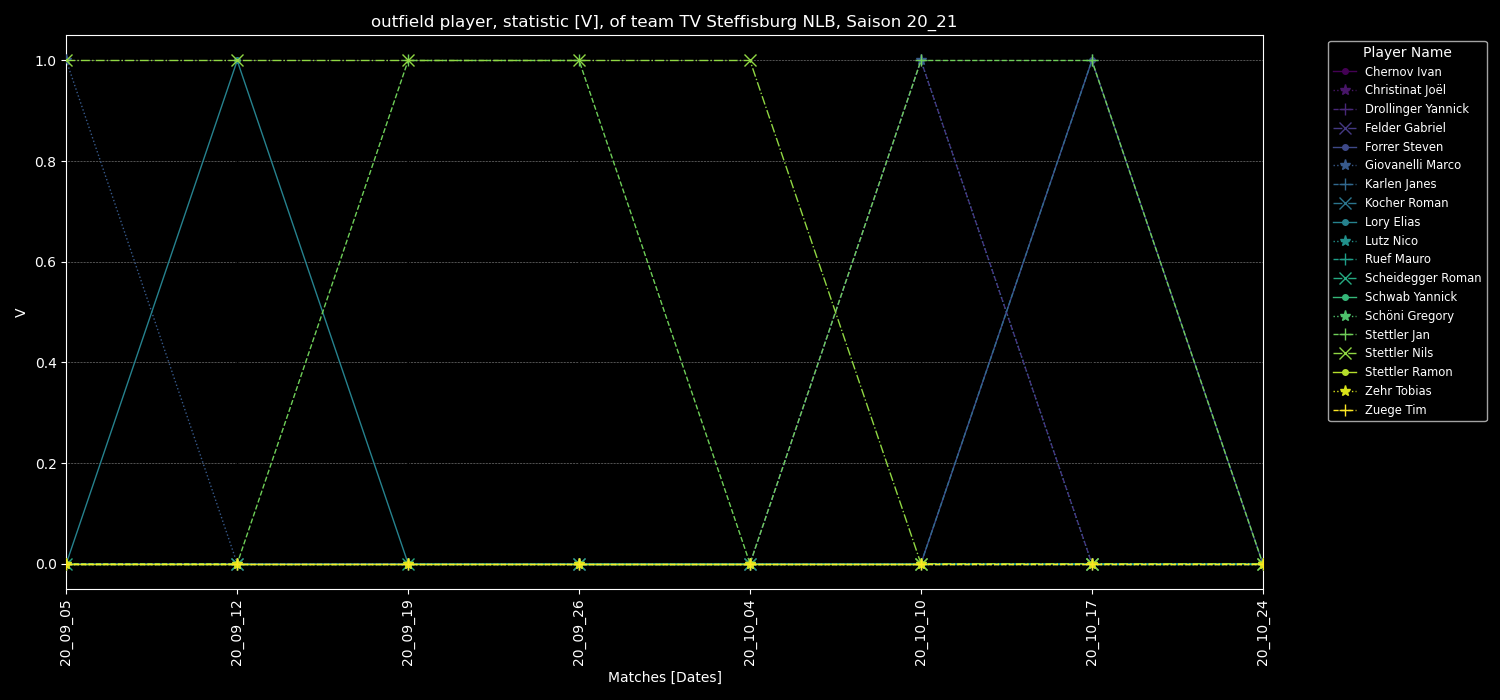 outfield player, statistic [V], of team TV Steffisburg NLB, Saison 20_21
1.0
0.8
0.6
0.4
0.2
0.0
V
20_09_05
20_09_12
20_09_19
20_09_26
20_10_04
20_10_10
20_10_17
20_10_24
Matches [Dates]
Player Name
Chernov Ivan
Christinat Joël
Drollinger Yannick
Felder Gabriel
Forrer Steven
Giovanelli Marco
Karlen Janes
Kocher Roman
Lory Elias
Lutz Nico
Ruef Mauro
Scheidegger Roman
Schwab Yannick
Schöni Gregory
Stettler Jan
Stettler Nils
Stettler Ramon
Zehr Tobias
Zuege Tim